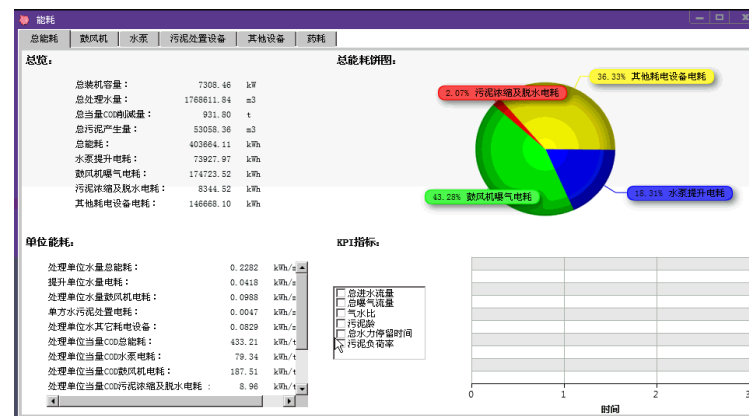 能耗
总能耗 鼓风机 水泵 污泥处置设备 其他设备 药耗
总览:
总装机容量： 7308.46 kW
总处理水量： 1768611.84 m3
总当量COD削减量： 931.80 t
总污泥产生量： 53058.36 m3
总能耗： 403664.11 kWh
水泵提升电耗： 73927.97 kWh
鼓风机曝气电耗： 174723.52 kWh
污泥浓缩及脱水电耗： 8344.52 kWh
其他耗电设备电耗： 146668.10 kWh
总能耗饼图:
36.33% 其他耗电设备电耗
2.07% 污泥浓缩及脱水电耗
43.28% 鼓风机曝气电耗
18.31% 水泵提升电耗
单位能耗:
处理单位水量总能耗： 0.2282 kWh/
提升单位水量电耗： 0.0418 kWh/
处理单位水量鼓风机电耗： 0.0988 kWh/
单方水污泥处置电耗： 0.0047 kWh/
处理单位水其它耗电设备： 0.0829 kWh/
处理单位当量COD总能耗： 433.21 kWh/t
处理单位当量COD水泵电耗： 79.34 kWh/t
处理单位当量COD鼓风机电耗： 187.51 kWh/t
处理单位当量COD污泥浓缩及脱水电耗 : 8.96 kWh/t
KPI指标:
总进水流量
总曝气流量
气水比
污泥龄
总水力停留时间
污泥负荷率
0 1 2 3
时间